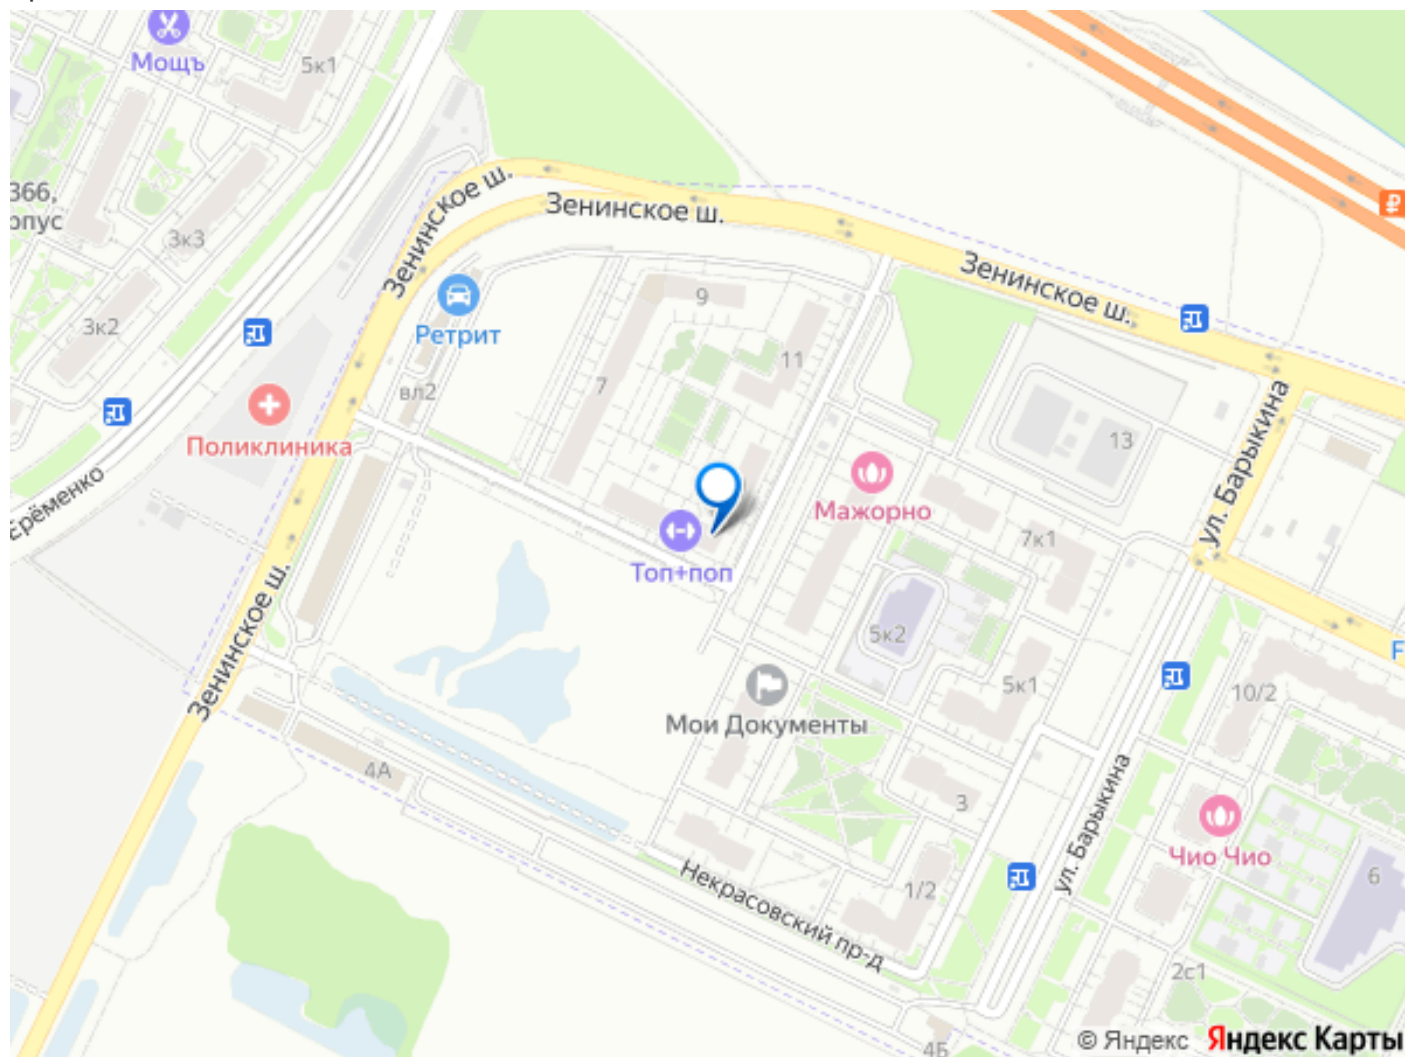 Мощъ
5к1
366,
рпус
3к3
3к2
Зенинское ш.
Зенинское ш.
Зенинское ш.
Ретрит
вл2
9
11
7
13
Поликлиника
Ерёменко
Мажорно
7к1
ул. Барыкина
Топ+поп
Зенинское ш.
5к2
5к1
10/2
F
Мои Документы
4А
3
ул. Барыкина
Чио Чио
Некрасовский пр-д
1/2
6
2с1
4Б
© Яндекс Яндекс Карты